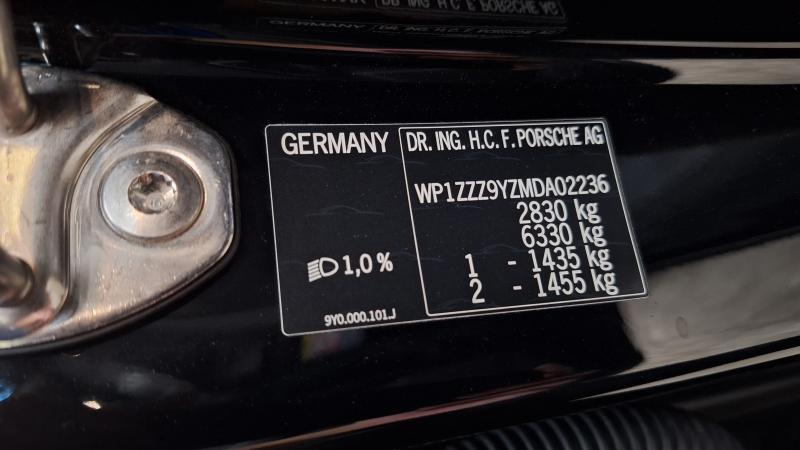 GERMANY
DR. ING. H.C. F. PORSCHE AG
WP1ZZZ9YZMDA02236
2830 kg
6330 kg
1 - 1435 kg
2 - 1455 kg
1,0 %
9Y0.000.101.J